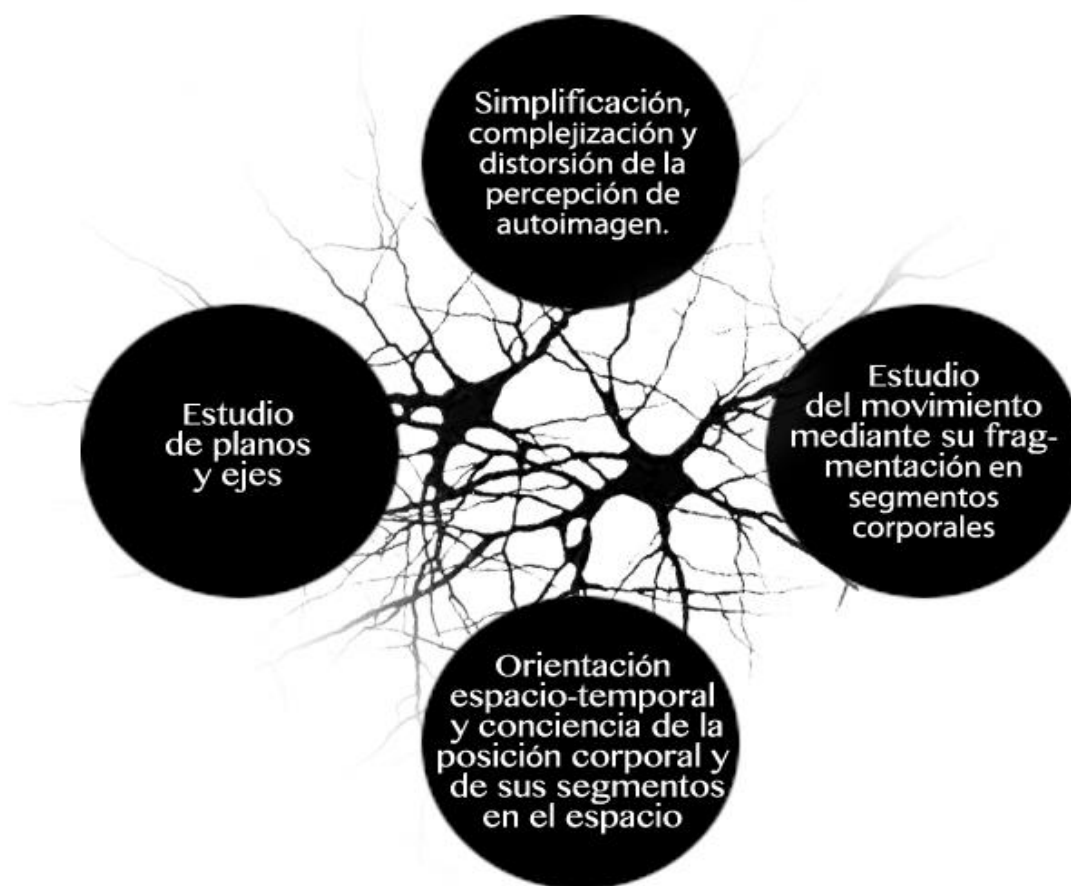 Simplificación,
complejización y
distorsión de la
percepción de
autoimagen.
Estudio
de planos
y ejes
Estudio
del movimiento
mediante su frag-
mentación en
segmentos
corporales
Orientación
espacio-temporal
y conciencia de la
posición corporal y
de sus segmentos
en el espacio